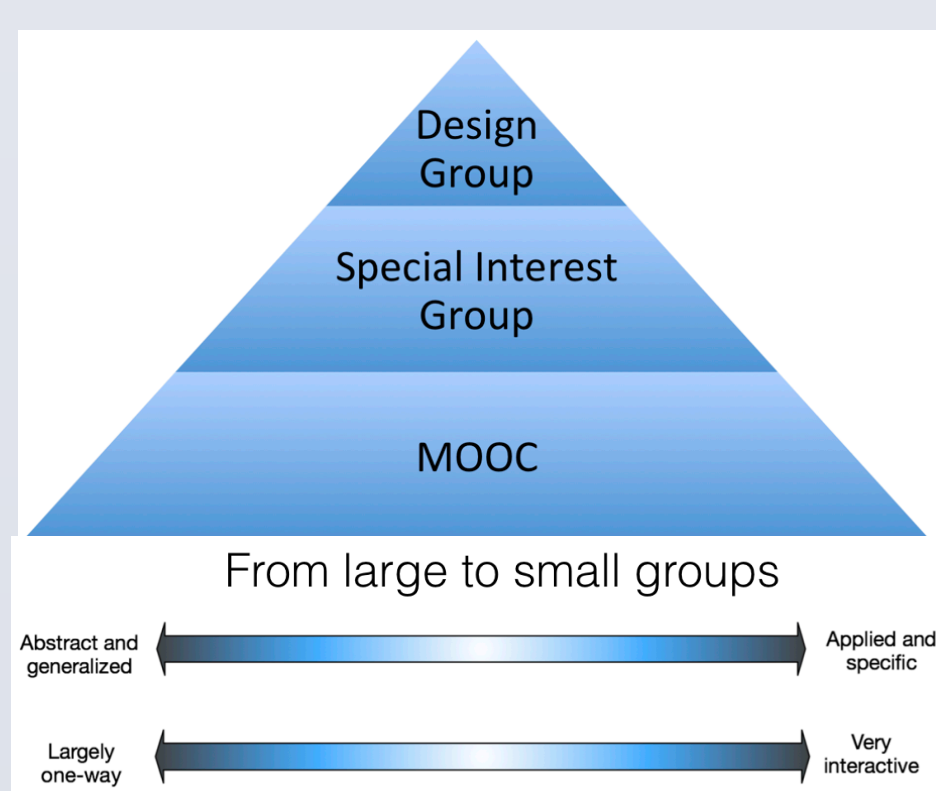 Design
Group
Special Interest
Group
MOOC
From large to small groups
Abstract and
generalized
Applied and
specific
Largely
one-way
Very
interactive